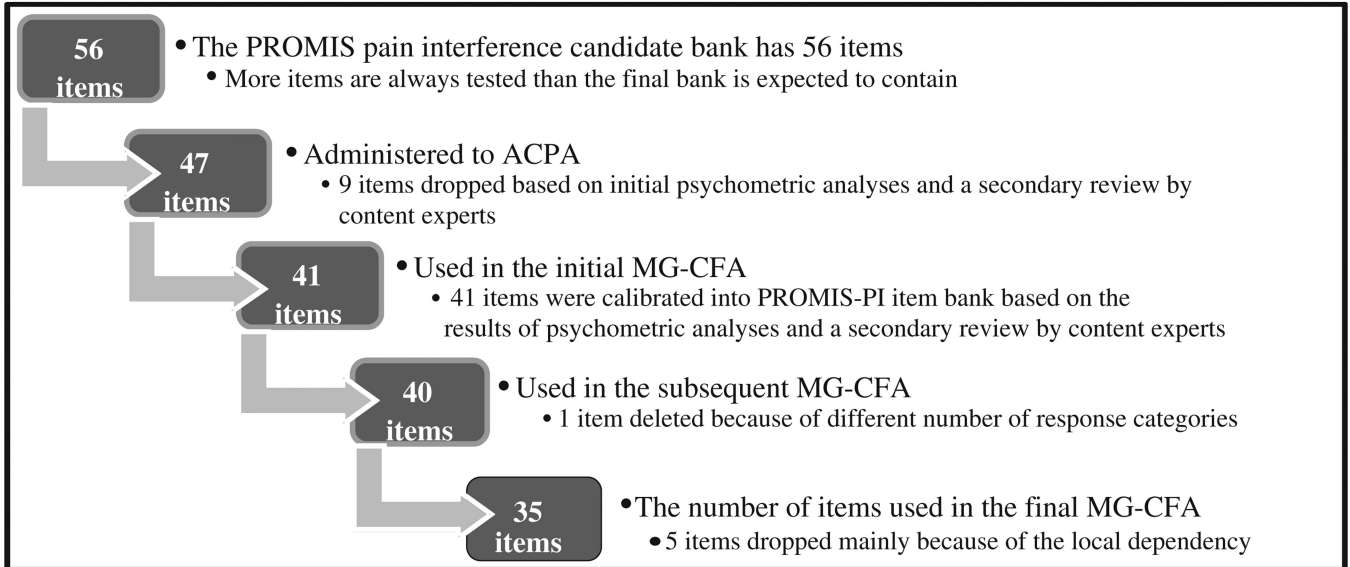 56
items
• The PROMIS pain interference candidate bank has 56 items
• More items are always tested than the final bank is expected to contain
47
items
• Administered to ACPA
• 9 items dropped based on initial psychometric analyses and a secondary review by
content experts
41
items
• Used in the initial MG-CFA
• 41 items were calibrated into PROMIS-PI item bank based on the
results of psychometric analyses and a secondary review by content experts
40
items
• Used in the subsequent MG-CFA
• 1 item deleted because of different number of response categories
35
items
• The number of items used in the final MG-CFA
• 5 items dropped mainly because of the local dependency